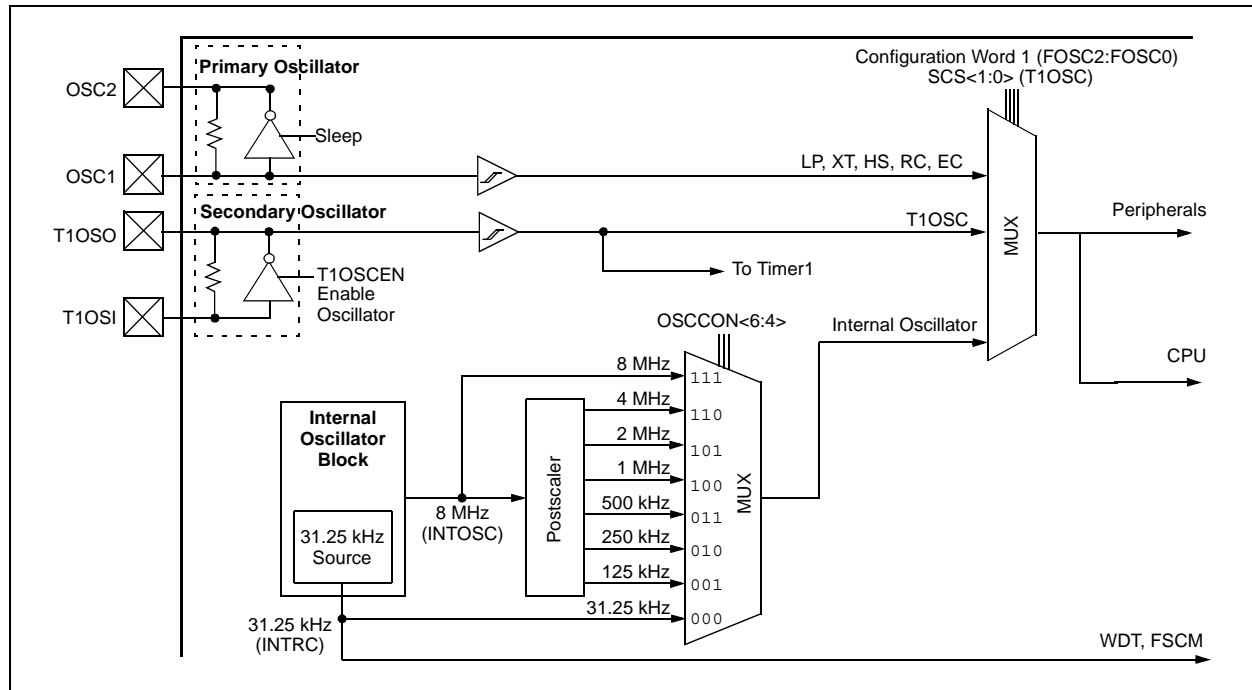 Configuration Word 1 (FOSC2:FOSC0)
SCS<1:0> (T1OSC)
Primary Oscillator
OSC2
Sleep
OSC1
LP, XT, HS, RC, EC
Secondary Oscillator
T1OSO
T1OSC
MUX
Peripherals
To Timer1
T1OSCEN
Enable
Oscillator
T1OSI
OSCCON<6:4>
Internal Oscillator
CPU
Internal
Oscillator
Block
31.25 kHz
Source
8 MHz
(INTOSC)
Postscaler
8 MHz
111
4 MHz
110
2 MHz
101
1 MHz
100
500 kHz
011
250 kHz
010
125 kHz
001
31.25 kHz
000
MUX
31.25 kHz
(INTRC)
WDT, FSCM